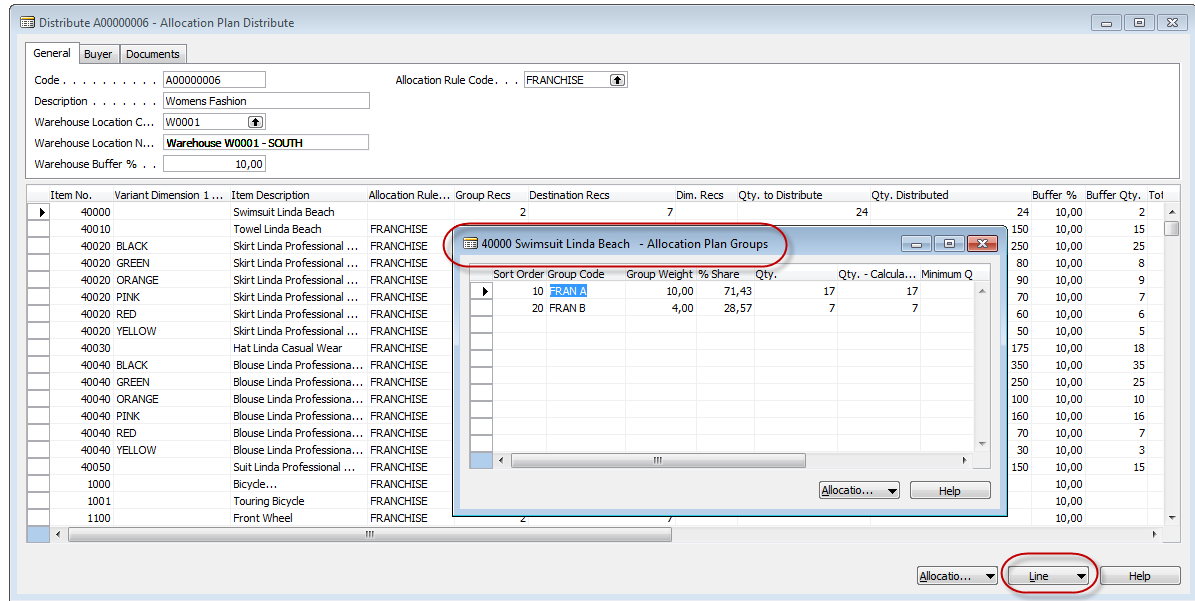 Distribute A00000006 - Allocation Plan Distribute
General Buyer Documents
Code . . . . . . . . . . A00000006 Allocation Rule Code. . . FRANCHISE
Description . . . . . . . Womens Fashion
Warehouse Location C... W0001
Warehouse Location N... Warehouse W0001 - SOUTH
Warehouse Buffer % . . 10,00
Item No. Variant Dimension 1 ... Item Description Allocation Rule... Group Recs Destination Recs Dim. Recs Qty. to Distribute Qty. Distributed Buffer % Buffer Qty. Tot
40000 Swimsuit Linda Beach 2 7 24 24 10,00 2
40010 Towel Linda Beach FRANCHISE 150 10,00 15
40020 BLACK Skirt Linda Professional ... FRANCHISE 250 10,00 25
40020 GREEN Skirt Linda Professional ... FRANCHISE 80 10,00 8
40020 ORANGE Skirt Linda Professional ... FRANCHISE 90 10,00 9
40020 PINK Skirt Linda Professional ... FRANCHISE 70 10,00 7
40020 RED Skirt Linda Professional ... FRANCHISE 60 10,00 6
40020 YELLOW Skirt Linda Professional ... FRANCHISE 50 10,00 5
40030 Hat Linda Casual Wear FRANCHISE 175 10,00 18
40040 BLACK Blouse Linda Professiona... FRANCHISE 350 10,00 35
40040 GREEN Blouse Linda Professiona... FRANCHISE 250 10,00 25
40040 ORANGE Blouse Linda Professiona... FRANCHISE 100 10,00 10
40040 PINK Blouse Linda Professiona... FRANCHISE 160 10,00 16
40040 RED Blouse Linda Professiona... FRANCHISE 70 10,00 7
40040 YELLOW Blouse Linda Professiona... FRANCHISE 30 10,00 3
40050 Suit Linda Professional ... FRANCHISE 150 10,00 15
1000 Bicycle... FRANCHISE 10,00
1001 Touring Bicycle FRANCHISE 10,00
1100 Front Wheel FRANCHISE 2 7 10,00
40000 Swimsuit Linda Beach - Allocation Plan Groups
Sort Order Group Code Group Weight % Share Qty. Qty. - Calcula... Minimum Q
10 FRAN A 10,00 71,43 17 17
20 FRAN B 4,00 28,57 7 7
Allocatio... Help
Allocatio... Line Help